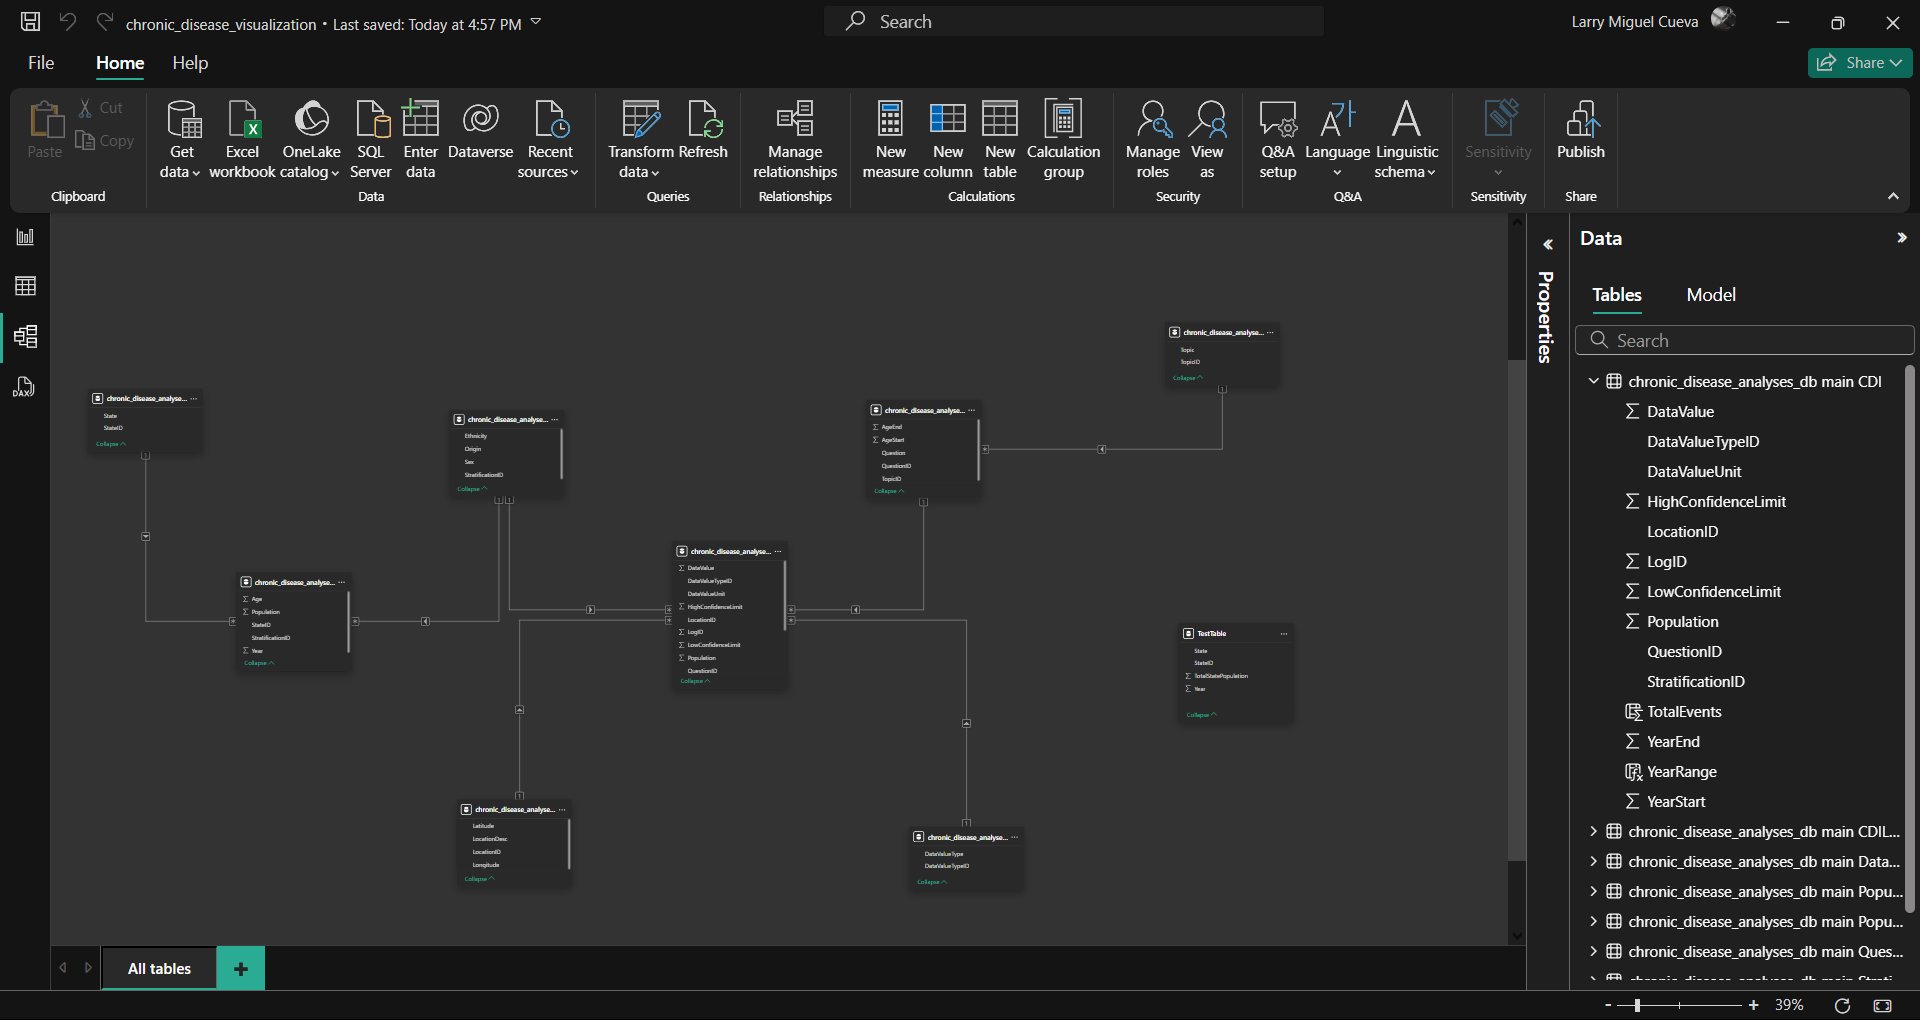 chronic_disease_visualization • Last saved: Today at 4:57 PM
Search
Larry Miguel Cueva
File
Home
Help
Share
Paste
Cut
Copy
Clipboard
Get data
Excel workbook
OneLake catalog
SQL Server
Enter data
Dataverse
Recent sources
Data
Transform data
Refresh
Queries
Manage relationships
Relationships
New measure
New column
New table
Calculation group
Calculations
Manage roles
View as
Security
Q&A setup
Language
Linguistic schema
Q&A
Sensitivity
Sensitivity
Publish
Share
DAX
chronic_disease_analyse...
Topic
TopicID
Collapse
chronic_disease_analyse...
State
StateID
Collapse
chronic_disease_analyse...
Ethnicity
Origin
Sex
StratificationID
Collapse
chronic_disease_analyse...
AgeEnd
AgeStart
Question
QuestionID
TopicID
Collapse
chronic_disease_analyse...
DataValue
DataValueTypeID
DataValueUnit
HighConfidenceLimit
LocationID
LogID
LowConfidenceLimit
Population
QuestionID
Collapse
chronic_disease_analyse...
Age
Population
StateID
StratificationID
Year
Collapse
TestTable
State
StateID
TotalStatePopulation
Year
Collapse
chronic_disease_analyse...
Latitude
LocationDesc
LocationID
Longitude
Collapse
chronic_disease_analyse...
DataValueType
DataValueTypeID
Collapse
All tables
+
Properties
Data
Tables
Model
Search
chronic_disease_analyses_db main CDI
DataValue
DataValueTypeID
DataValueUnit
HighConfidenceLimit
LocationID
LogID
LowConfidenceLimit
Population
QuestionID
StratificationID
TotalEvents
YearEnd
YearRange
YearStart
chronic_disease_analyses_db main CDIL...
chronic_disease_analyses_db main Data...
chronic_disease_analyses_db main Popu...
chronic_disease_analyses_db main Popu...
chronic_disease_analyses_db main Ques...
39%